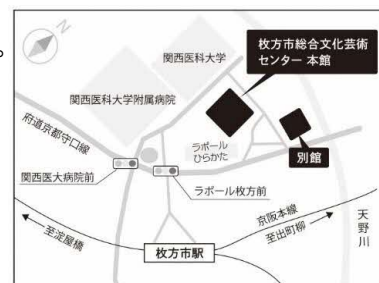 N
枚方市総合文化芸術
センター 本館
関西医科大学
関西医科大学附属病院
府道京都守口線
ラポール
ひらかた
別館
関西医大病院前
ラポール枚方前
天野川
京阪本線
至淀屋橋
至出町柳
枚方市駅